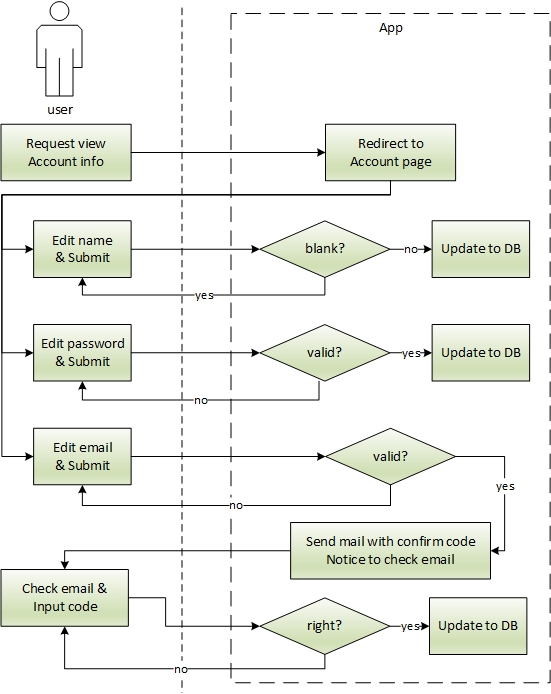 App
user
Request view
Account info
Redirect to
Account page
Edit name
& Submit
blank?
no
Update to DB
yes
Edit password
& Submit
valid?
yes
Update to DB
no
Edit email
& Submit
valid?
yes
no
Send mail with confirm code
Notice to check email
Check email &
Input code
right?
yes
Update to DB
no